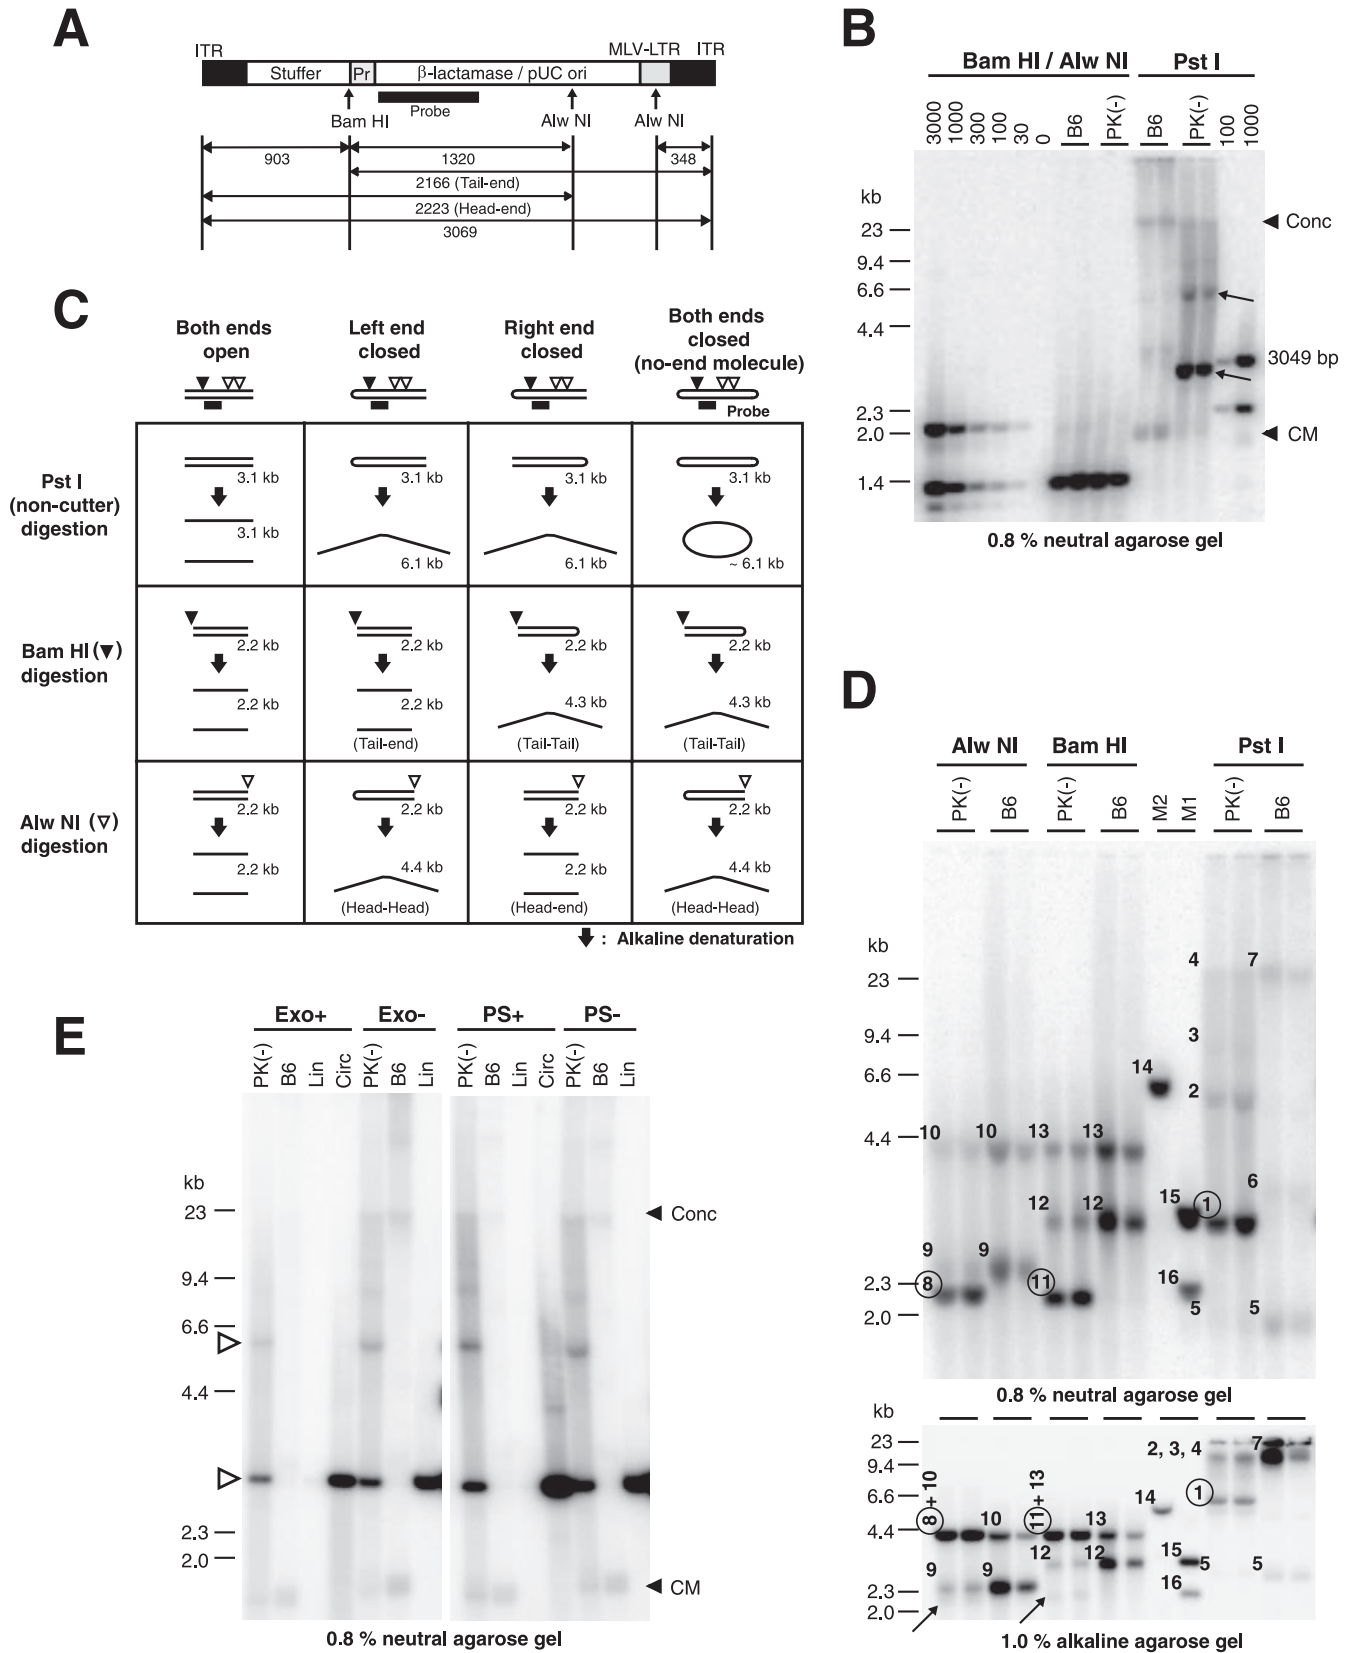 A
ITR
MLV-LTR
ITR
Stuffer
Pr
β-lactamase / pUC ori
Probe
Bam HI
Alw NI
Alw NI
903
1320
348
2166 (Tail-end)
2223 (Head-end)
3069
B
Bam HI / Alw NI
Pst I
3000
1000
300
100
30
0
B6
PK(-)
B6
PK(-)
100
1000
kb
23
9.4
6.6
4.4
2.3
2.0
1.4
Conc
3049 bp
CM
0.8 % neutral agarose gel
C
Both ends
open
Left end
closed
Right end
closed
Both ends
closed
(no-end molecule)
Probe
Pst I
(non-cutter)
digestion
3.1 kb
3.1 kb
3.1 kb
3.1 kb
3.1 kb
6.1 kb
6.1 kb
~ 6.1 kb
Bam HI (▼)
digestion
2.2 kb
2.2 kb
2.2 kb
2.2 kb
2.2 kb
2.2 kb
4.3 kb
4.3 kb
(Tail-end)
(Tail-Tail)
(Tail-Tail)
Alw NI (▽)
digestion
2.2 kb
2.2 kb
2.2 kb
2.2 kb
2.2 kb
4.4 kb
2.2 kb
4.4 kb
(Head-Head)
(Head-end)
(Head-Head)
: Alkaline denaturation
D
Alw NI
Bam HI
Pst I
PK(-)
B6
PK(-)
B6
M2
M1
PK(-)
B6
kb
23
9.4
6.6
4.4
2.3
2.0
4
7
3
14
2
10
10
13
13
6
12
12
15
1
9
9
8
11
16
5
5
0.8 % neutral agarose gel
kb
23
9.4
6.6
4.4
2.3
2.0
8 + 10
11 + 13
2, 3, 4
7
1
14
10
13
12
12
15
5
5
9
9
16
1.0 % alkaline agarose gel
E
Exo+
Exo-
PS+
PS-
PK(-)
B6
Lin
Circ
PK(-)
B6
Lin
PK(-)
B6
Lin
Circ
PK(-)
B6
Lin
kb
23
9.4
6.6
4.4
2.3
2.0
Conc
CM
0.8 % neutral agarose gel